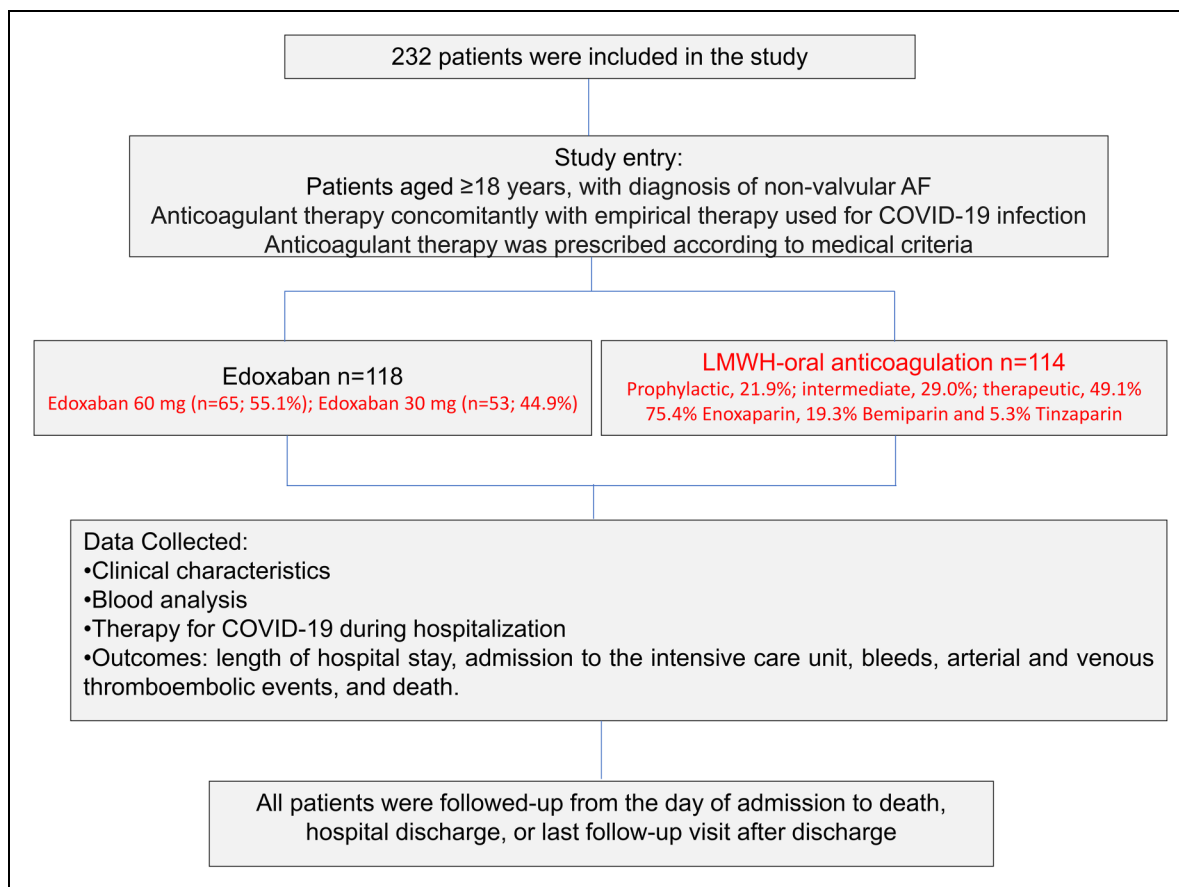 232 patients were included in the study
Study entry:
Patients aged ≥18 years, with diagnosis of non-valvular AF
Anticoagulant therapy concomitantly with empirical therapy used for COVID-19 infection
Anticoagulant therapy was prescribed according to medical criteria
Edoxaban n=118
Edoxaban 60 mg (n=65; 55.1%); Edoxaban 30 mg (n=53; 44.9%)
LMWH-oral anticoagulation n=114
Prophylactic, 21.9%; intermediate, 29.0%; therapeutic, 49.1%
75.4% Enoxaparin, 19.3% Bemiparin and 5.3% Tinzaparin
Data Collected:
•Clinical characteristics
•Blood analysis
•Therapy for COVID-19 during hospitalization
•Outcomes: length of hospital stay, admission to the intensive care unit, bleeds, arterial and venous
thromboembolic events, and death.
All patients were followed-up from the day of admission to death,
hospital discharge, or last follow-up visit after discharge